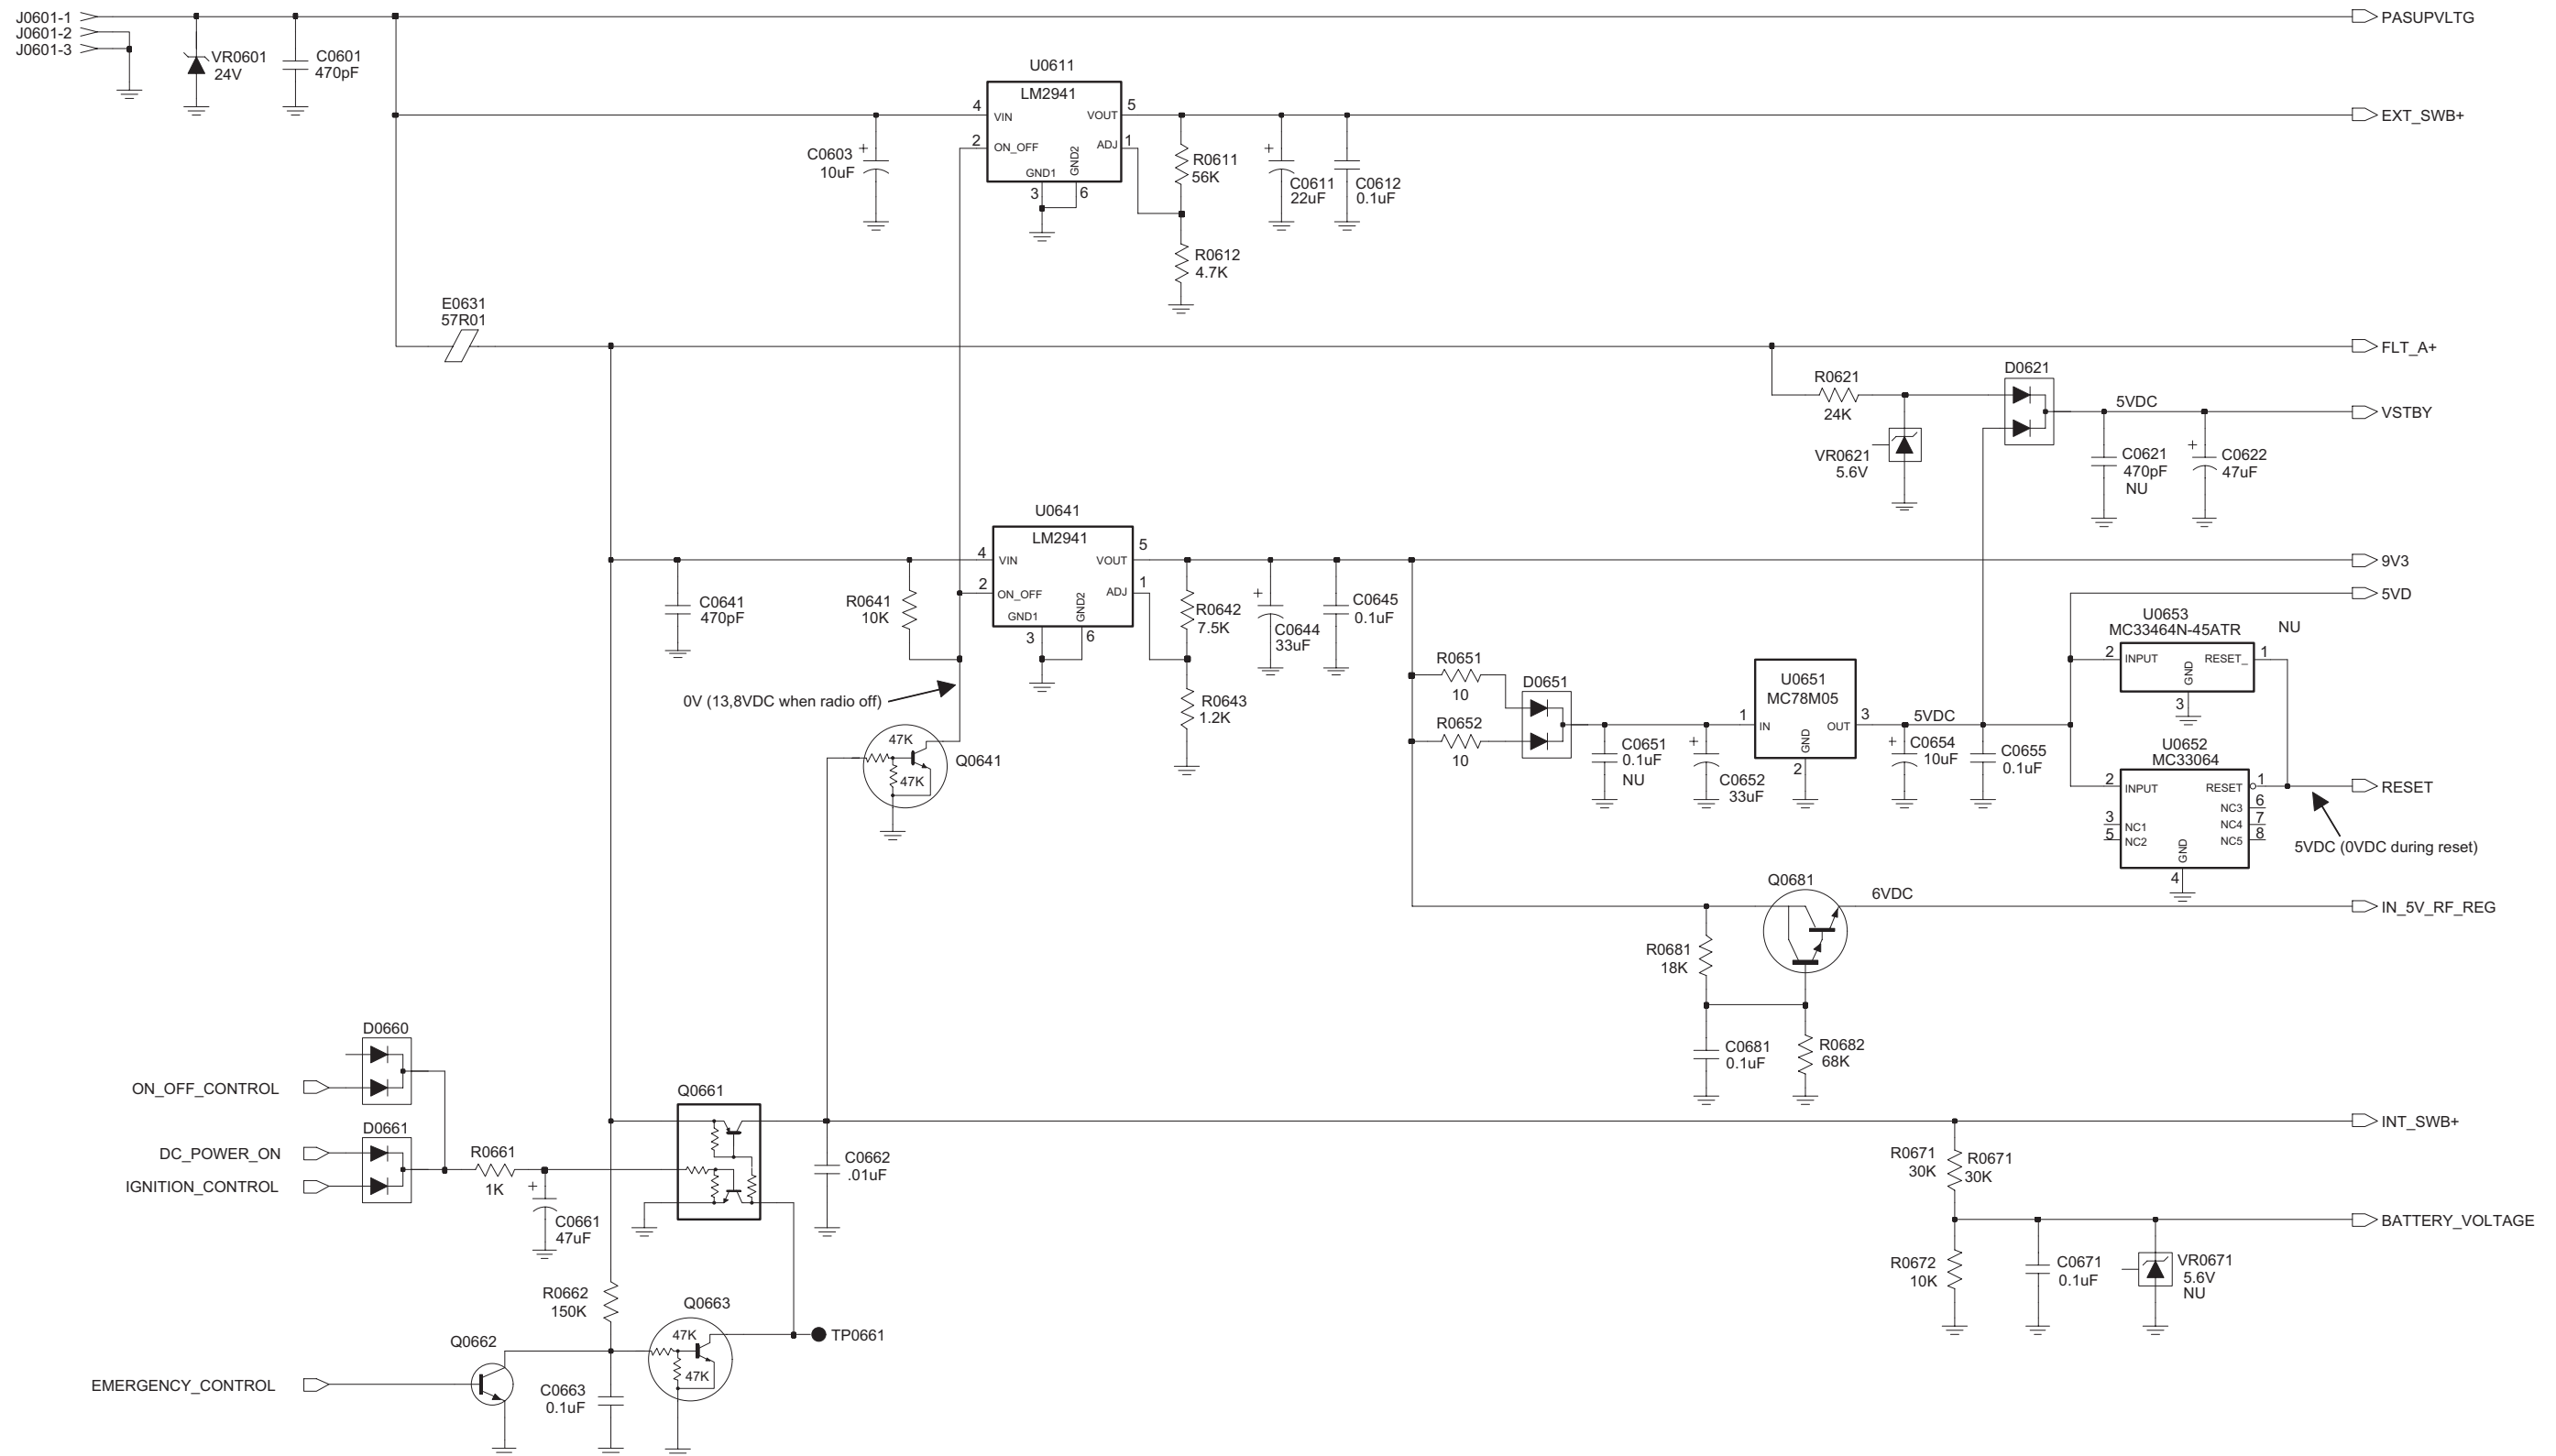 J0601-1
J0601-2
J0601-3
VR0601
24V
C0601
470pF
PASUPVLTG
U0611
LM2941
4
VIN
2
ON_OFF
VOUT
5
ADJ
1
GND1
GND2
3
6
C0603
+
10uF
R0611
56K
+
C0611
22uF
C0612
0.1uF
EXT_SWB+
R0612
4.7K
E0631
57R01
FLT_A+
R0621
24K
VR0621
5.6V
D0621
5VDC
VSTBY
C0621
470pF
NU
+
C0622
47uF
U0641
LM2941
4
VIN
2
ON_OFF
VOUT
5
ADJ
1
GND1
GND2
3
6
C0641
470pF
R0641
10K
R0642
7.5K
+
C0644
33uF
C0645
0.1uF
9V3
5VD
R0643
1.2K
0V (13,8VDC when radio off)
47K
47K
Q0641
R0651
10
R0652
10
D0651
C0651
0.1uF
NU
+
C0652
33uF
U0651
MC78M05
1
IN
OUT
3
GND
2
5VDC
+
C0654
10uF
C0655
0.1uF
U0653
MC33464N-45ATR
NU
2
INPUT
RESET_
1
GND
3
U0652
MC33064
2
INPUT
RESET
1
NC3
6
3
NC1
NC4
7
5
NC2
NC5
8
GND
4
RESET
5VDC (0VDC during reset)
Q0681
6VDC
IN_5V_RF_REG
R0681
18K
C0681
0.1uF
R0682
68K
D0660
ON_OFF_CONTROL
D0661
DC_POWER_ON
IGNITION_CONTROL
R0661
1K
+
C0661
47uF
Q0661
C0662
.01uF
INT_SWB+
R0671
30K
R0671
30K
BATTERY_VOLTAGE
R0672
10K
C0671
0.1uF
VR0671
5.6V
NU
R0662
150K
Q0663
47K
47K
TP0661
Q0662
EMERGENCY_CONTROL
C0663
0.1uF